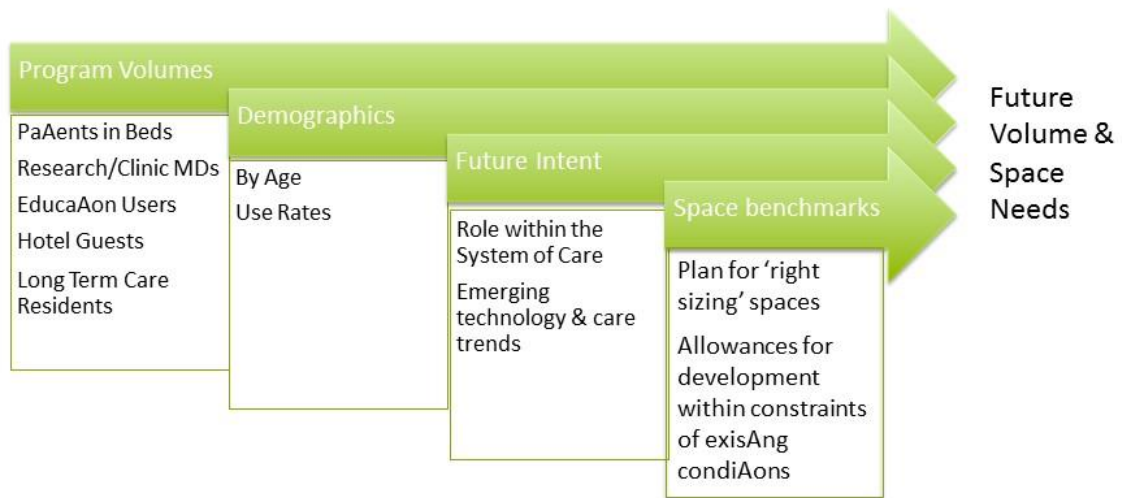 Program Volumes
PaAents in Beds
Research/Clinic MDs
EducaAon Users
Hotel Guests
Long Term Care
Residents
Demographics
By Age
Use Rates
Future Intent
Role within the
System of Care
Emerging
technology & care
trends
Space benchmarks
Plan for ‘right
sizing’ spaces
Allowances for
development
within constraints
of exisAng
condiAons
Future
Volume &
Space
Needs